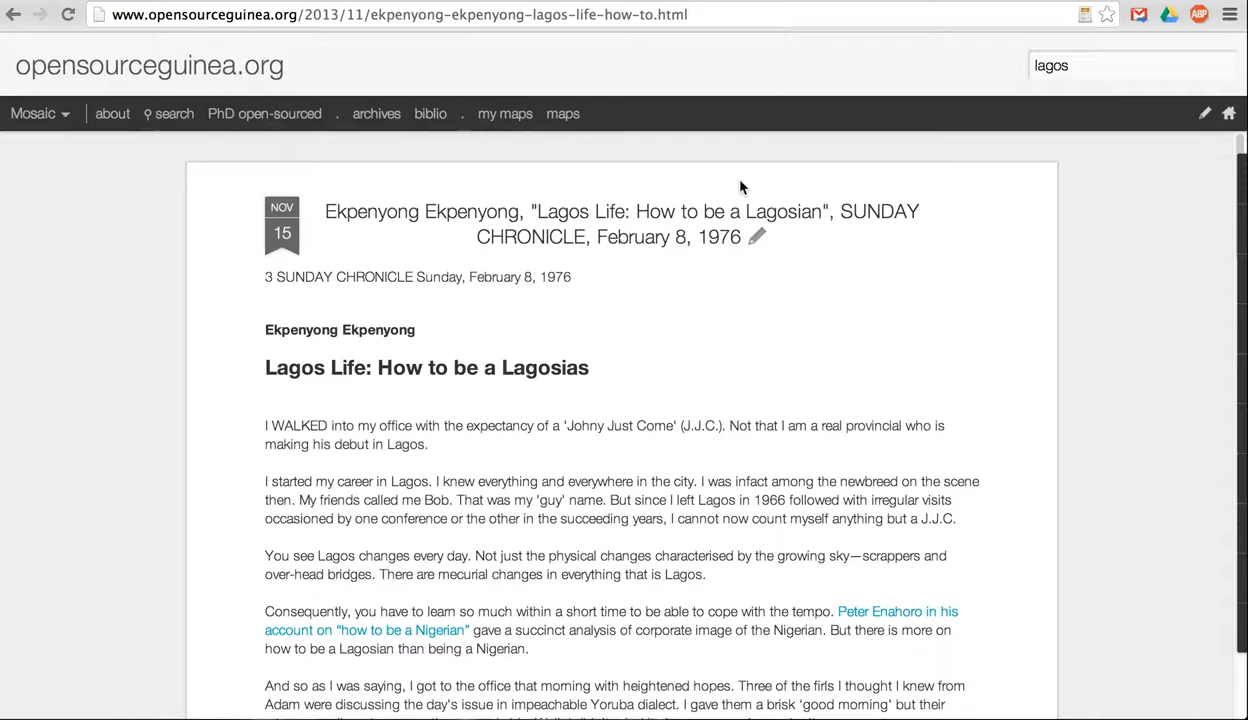 www.opensourceguinea.org/2013/11/ekpenyong-ekpenyong-lagos-life-how-to.html
ABP
opensourceguinea.org
lagos
Mosaic
about
search
PhD open-sourced
.
archives
biblio
.
my maps
maps
NOV
15
Ekpenyong Ekpenyong, "Lagos Life: How to be a Lagosian", SUNDAY
CHRONICLE, February 8, 1976
3 SUNDAY CHRONICLE Sunday, February 8, 1976
Ekpenyong Ekpenyong
Lagos Life: How to be a Lagosias
I WALKED into my office with the expectancy of a 'Johny Just Come' (J.J.C.). Not that I am a real provincial who is
making his debut in Lagos.
I started my career in Lagos. I knew everything and everywhere in the city. I was infact among the newbreed on the scene
then. My friends called me Bob. That was my 'guy' name. But since I left Lagos in 1966 followed with irregular visits
occasioned by one conference or the other in the succeeding years, I cannot now count myself anything but a J.J.C.
You see Lagos changes every day. Not just the physical changes characterised by the growing sky—scrappers and
over-head bridges. There are mecurial changes in everything that is Lagos.
Consequently, you have to learn so much within a short time to be able to cope with the tempo. Peter Enahoro in his
account on "how to be a Nigerian" gave a succinct analysis of corporate image of the Nigerian. But there is more on
how to be a Lagosian than being a Nigerian.
And so as I was saying, I got to the office that morning with heightened hopes. Three of the firls I thought I knew from
Adam were discussing the day's issue in impeachable Yoruba dialect. I gave them a brisk 'good morning' but their